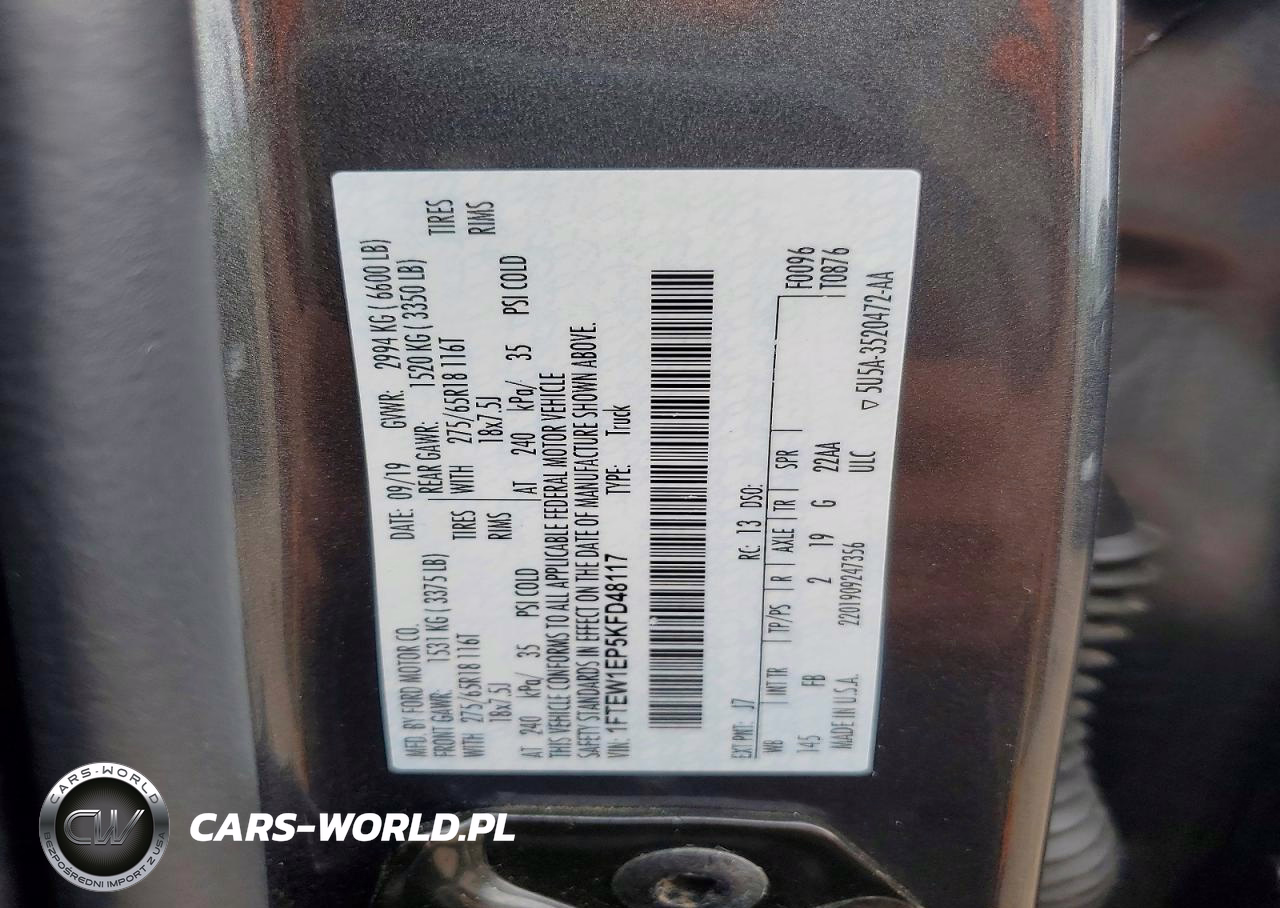 MFD. BY FORD MOTOR CO. DATE: 09/19 GVWR: 2994 KG ( 6600 LB)
FRONT GAWR: 1531 KG ( 3375 LB) REAR GAWR: 1520 KG ( 3350 LB)
WITH 275/65R18 116T TIRES WITH 275/65R18 116T TIRES
18x7.5J RIMS 18x7.5J RIMS
AT 240 kPa/ 35 PSI COLD AT 240 kPa/ 35 PSI COLD
THIS VEHICLE CONFORMS TO ALL APPLICABLE FEDERAL MOTOR VEHICLE
SAFETY STANDARDS IN EFFECT ON THE DATE OF MANUFACTURE SHOWN ABOVE.
VIN: 1FTEW1EP5KFD48117 TYPE: Truck
EXT PNT: J7 RC: 13 DSO: F0096
WB INT TR TP/PS R AXLE TR SPR T0876
145 FB 2 19 G 22AA
MADE IN U.S.A. 2201909247356 ULC ▽ 5U5A-3520472-AA
CARS-WORLD
CW
BEZPOŚREDNI IMPORT Z USA
CARS-WORLD.PL